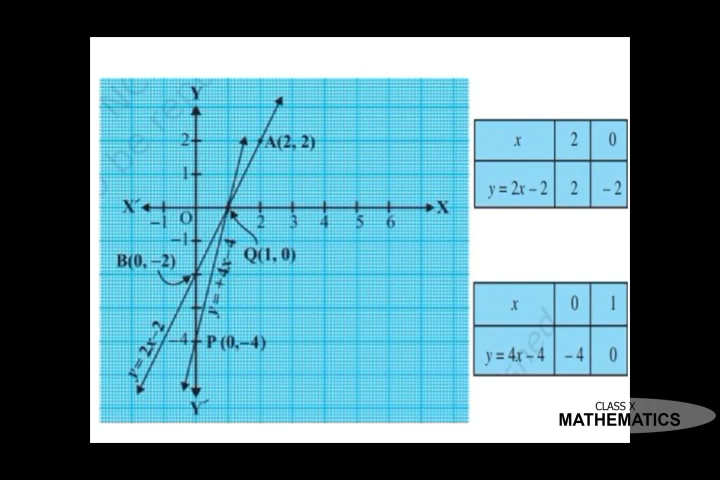 Y
2
A(2, 2)
1
X′
X
−1
O
2
3
4
5
6
−1
Q(1, 0)
B(0, −2)
y = +4x−4
y = 2x−2
−4
P (0,−4)
Y′
x 2 0
y = 2x − 2 2 − 2
x 0 1
y = 4x − 4 − 4 0
CLASS X
MATHEMATICS